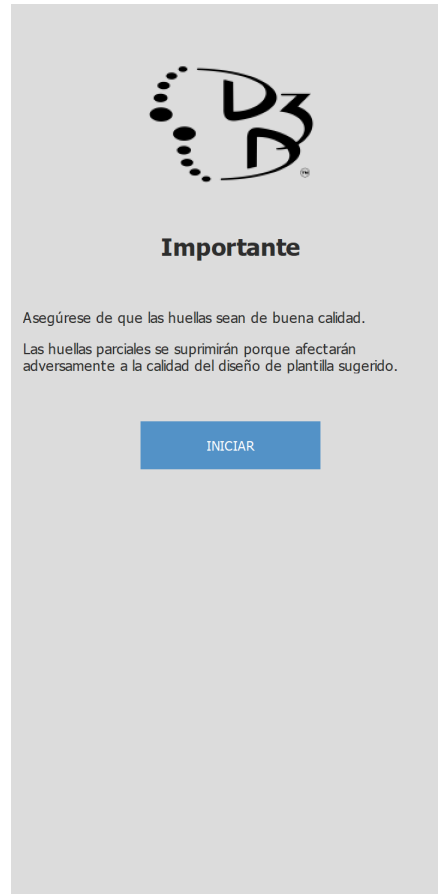 D3D
TM
Importante
Asegúrese de que las huellas sean de buena calidad.
Las huellas parciales se suprimirán porque afectarán
adversamente a la calidad del diseño de plantilla sugerido.
INICIAR